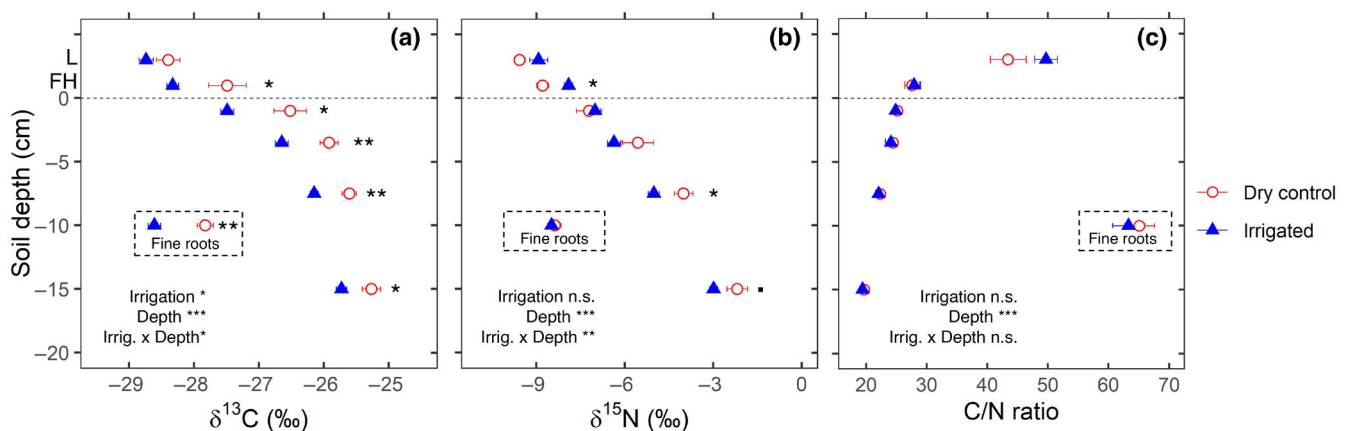 (a)
L
FH
*
0
*
Soil depth (cm)
**
−5
**
−10
**
Fine roots
−15
*
Irrigation *
Depth ***
Irrig. x Depth*
−20
−29 −28 −27 −26 −25
δ13C (‰)
(b)
*
*
Fine roots
Irrigation n.s.
Depth ***
Irrig. x Depth **
−9 −6 −3 0
δ15N (‰)
(c)
Fine roots
Irrigation n.s.
Depth ***
Irrig. x Depth n.s.
20 30 40 50 60 70
C/N ratio
Dry control
Irrigated